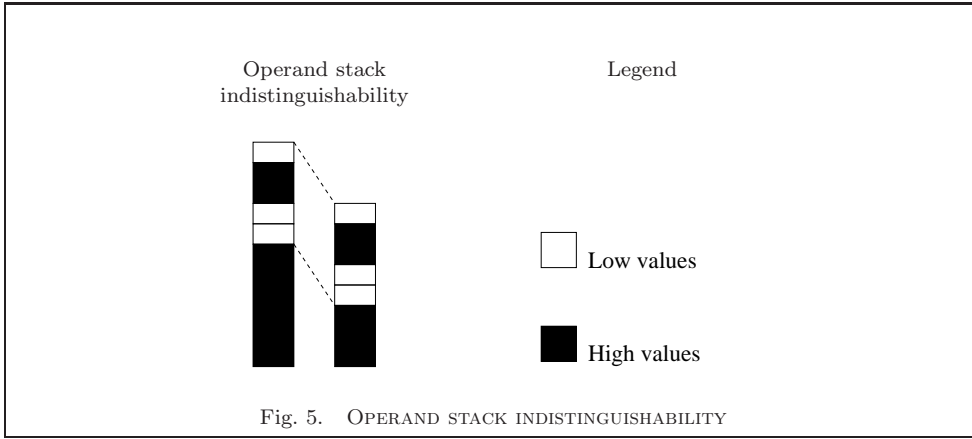 Operand stack
indistinguishability
Legend
Low values
High values
Fig. 5. OPERAND STACK INDISTINGUISHABILITY